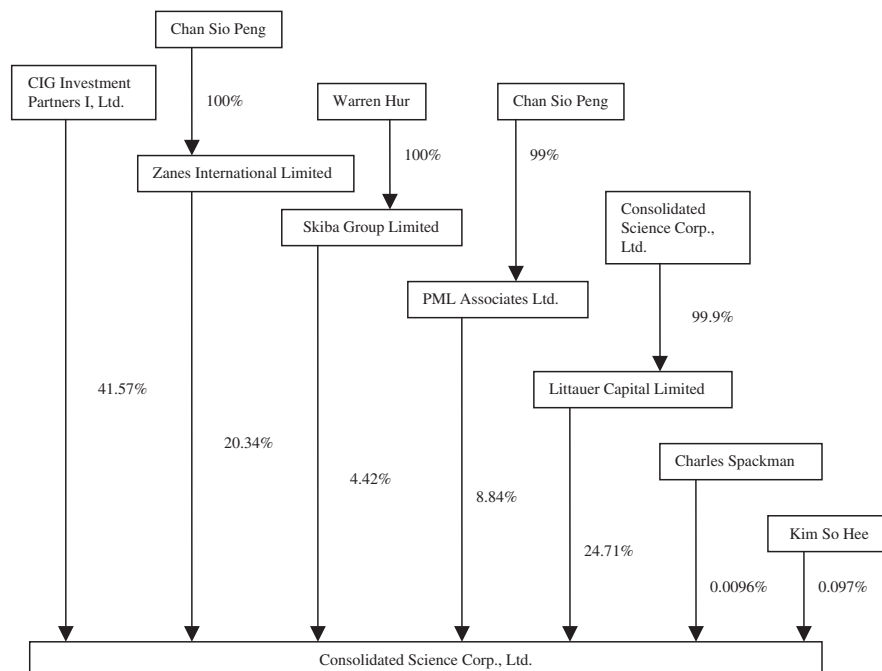 Chan Sio Peng
CIG Investment
Partners I, Ltd.
100%
Warren Hur
Chan Sio Peng
100%
99%
Zanes International Limited
Skiba Group Limited
Consolidated
Science Corp.,
Ltd.
PML Associates Ltd.
99.9%
41.57%
Littauer Capital Limited
20.34%
4.42%
Charles Spackman
8.84%
24.71%
Kim So Hee
0.0096%
0.097%
Consolidated Science Corp., Ltd.